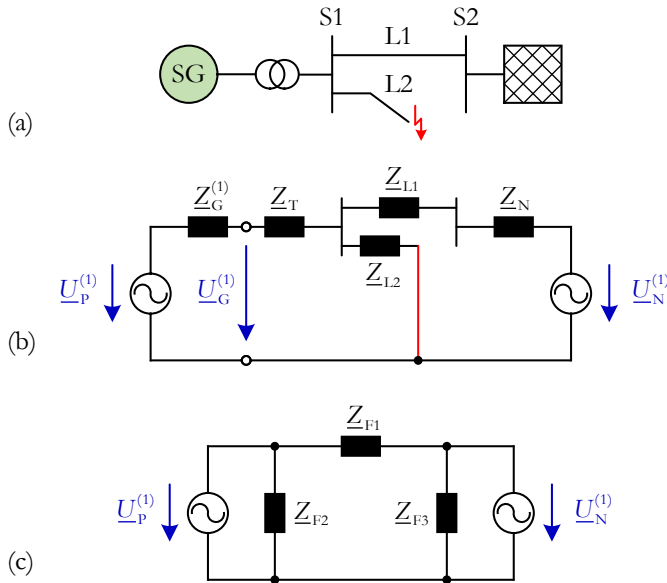 S1 S2
SG L1
L2
(a)
Z_G^(1) Z_T Z_L1 Z_N
Z_L2
U_P^(1) U_G^(1) U_N^(1)
(b)
Z_F1
U_P^(1) Z_F2 Z_F3 U_N^(1)
(c)